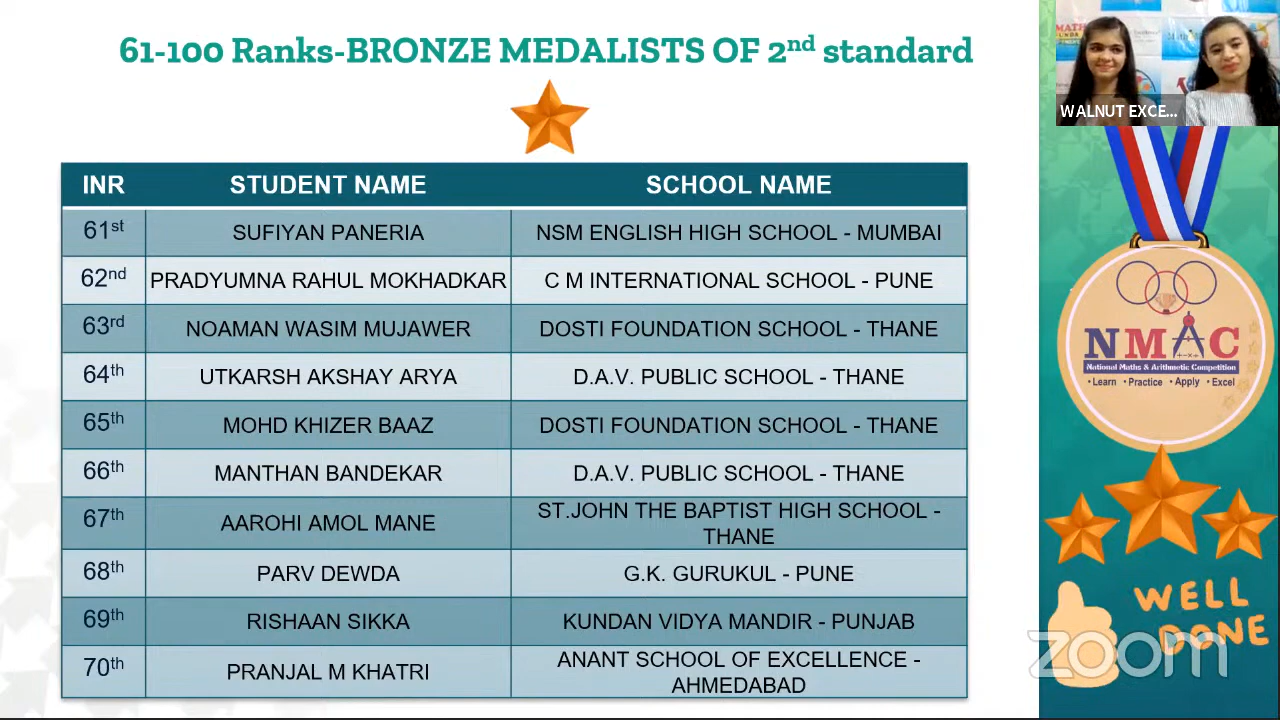 61-100 Ranks-BRONZE MEDALISTS OF 2nd standard
INR STUDENT NAME SCHOOL NAME
61st SUFIYAN PANERIA NSM ENGLISH HIGH SCHOOL - MUMBAI
62nd PRADYUMNA RAHUL MOKHADKAR C M INTERNATIONAL SCHOOL - PUNE
63rd NOAMAN WASIM MUJAWER DOSTI FOUNDATION SCHOOL - THANE
64th UTKARSH AKSHAY ARYA D.A.V. PUBLIC SCHOOL - THANE
65th MOHD KHIZER BAAZ DOSTI FOUNDATION SCHOOL - THANE
66th MANTHAN BANDEKAR D.A.V. PUBLIC SCHOOL - THANE
67th AAROHI AMOL MANE ST.JOHN THE BAPTIST HIGH SCHOOL -
THANE
68th PARV DEWDA G.K. GURUKUL - PUNE
69th RISHAAN SIKKA KUNDAN VIDYA MANDIR - PUNJAB
70th PRANJAL M KHATRI ANANT SCHOOL OF EXCELLENCE -
AHMEDABAD
WALNUT EXCE...
NMAC
National Maths & Arithmetic Competition
• Learn • Practice • Apply • Excel
WELL
DONE
zoom